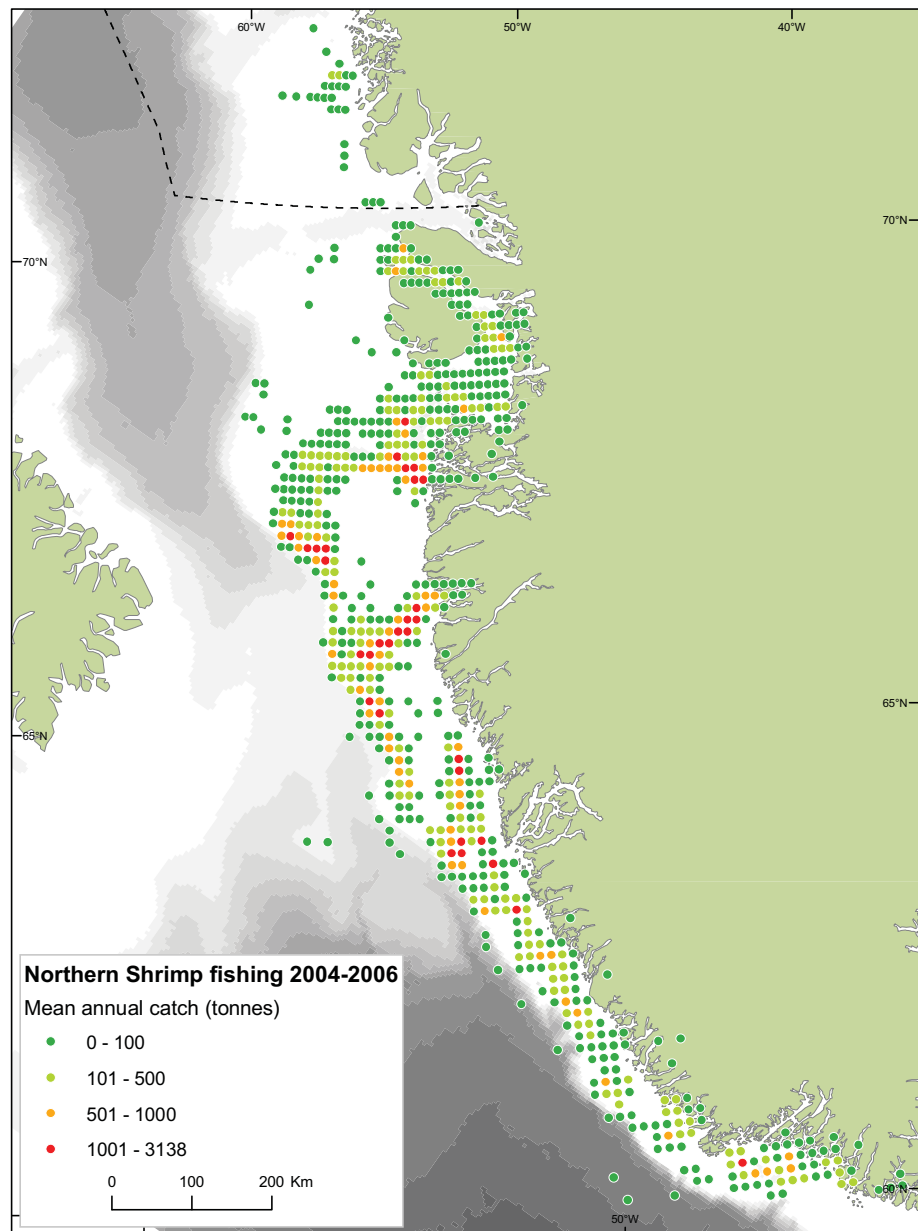 60°W 50°W 40°W
70°N
70°N
65°N
65°N
Northern Shrimp fishing 2004-2006
Mean annual catch (tonnes)
0 - 100
101 - 500
501 - 1000
1001 - 3138
0 100 200 Km
60°N
50°W